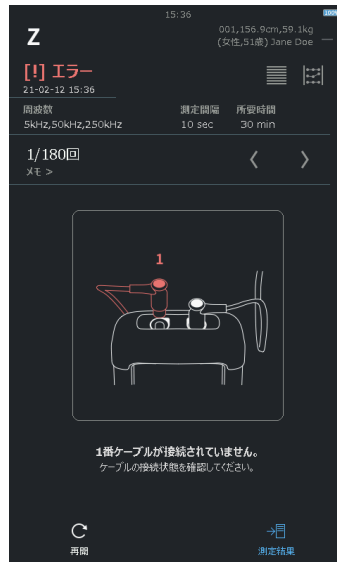 15:36
100%
Z
001,156.9cm,59.1kg
(女性,51歳) Jane Doe
[!] エラー
21-02-12 15:36
周波数 測定間隔 所要時間
5kHz,50kHz,250kHz 10 sec 30 min
1/180回
メモ >
1
1番ケーブルが接続されていません。
ケーブルの接続状態を確認してください。
再開 測定結果